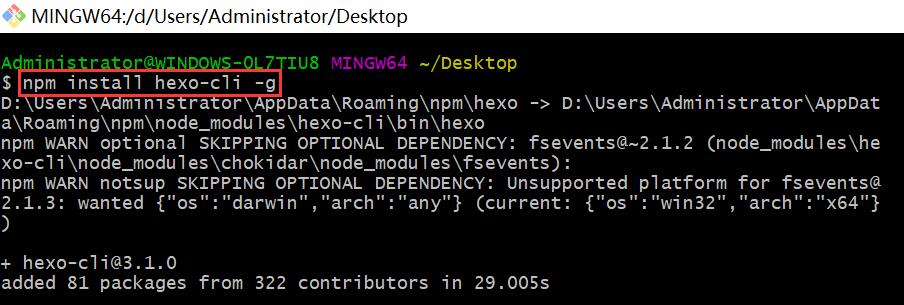 MINGW64:/d/Users/Administrator/Desktop
Administrator@WINDOWS-OL7TIU8 MINGW64 ~/Desktop
$ npm install hexo-cli -g
D:\Users\Administrator\AppData\Roaming\npm\hexo -> D:\Users\Administrator\AppDat
a\Roaming\npm\node_modules\hexo-cli\bin\hexo
npm WARN optional SKIPPING OPTIONAL DEPENDENCY: fsevents@~2.1.2 (node_modules\he
xo-cli\node_modules\chokidar\node_modules\fsevents):
npm WARN notsup SKIPPING OPTIONAL DEPENDENCY: Unsupported platform for fsevents@
2.1.3: wanted {"os":"darwin","arch":"any"} (current: {"os":"win32","arch":"x64"}
)
+ hexo-cli@3.1.0
added 81 packages from 322 contributors in 29.005s